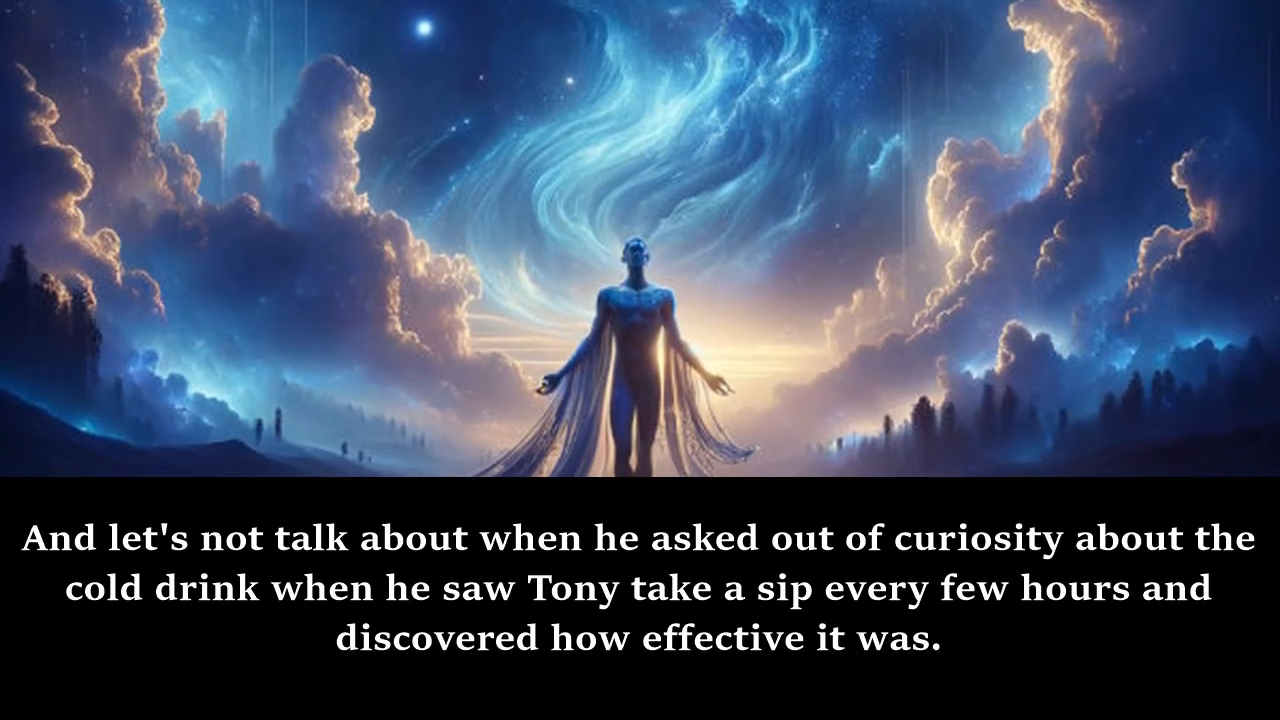 And let's not talk about when he asked out of curiosity about the
cold drink when he saw Tony take a sip every few hours and
discovered how effective it was.